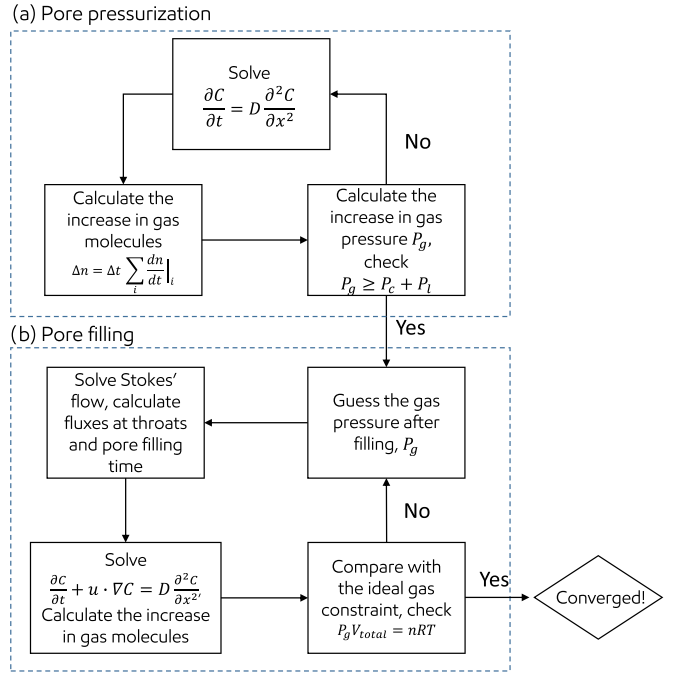 (a) Pore pressurization
Solve
∂C/∂t = D ∂²C/∂x²
No
Calculate the
increase in gas
molecules
Δn = Δt ∑_i dn/dt|_i
Calculate the
increase in gas
pressure P_g,
check
P_g ≥ P_c + P_l
Yes
(b) Pore filling
Guess the gas
pressure after
filling, P_g
Solve Stokes’
flow, calculate
fluxes at throats
and pore filling
time
Solve
∂C/∂t + u · ∇C = D ∂²C/∂x²,
Calculate the increase
in gas molecules
No
Compare with
the ideal gas
constraint, check
P_gV_total = nRT
Yes
Converged!